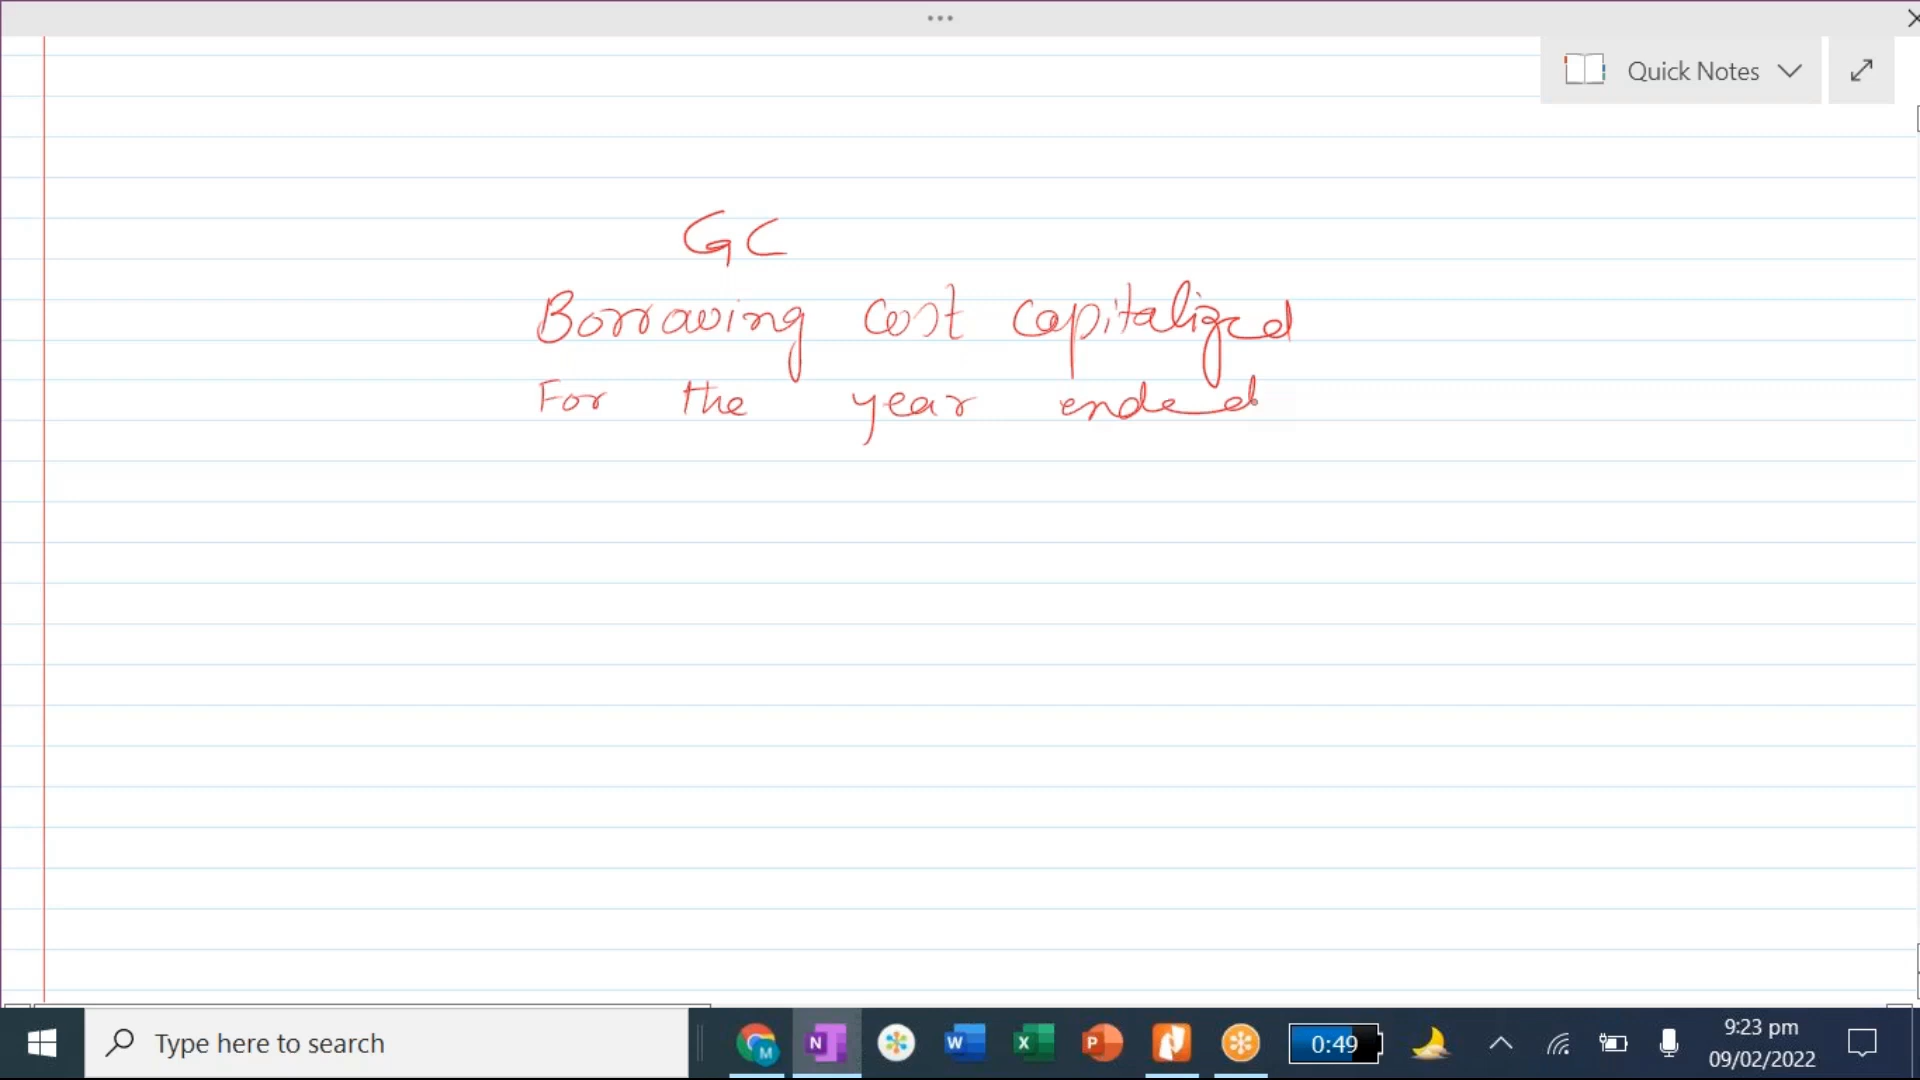 Quick Notes
GC
Borrowing cost capitalized
For the year ended
Type here to search
M
N
W
X
P
0:49
9:23 pm
09/02/2022